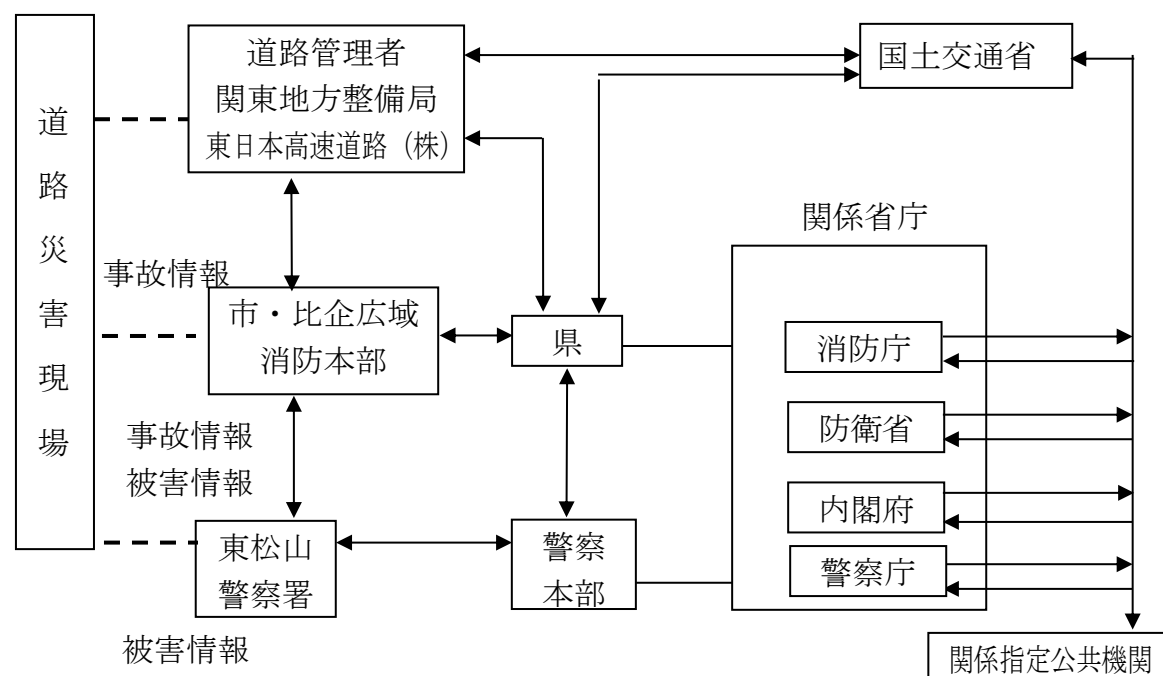 道路災害現場
道路管理者
関東地方整備局
東日本高速道路（株）
国土交通省
関係省庁
事故情報
市・比企広域
消防本部
県
消防庁
防衛省
内閣府
警察庁
事故情報
被害情報
東松山
警察署
警察
本部
被害情報
関係指定公共機関